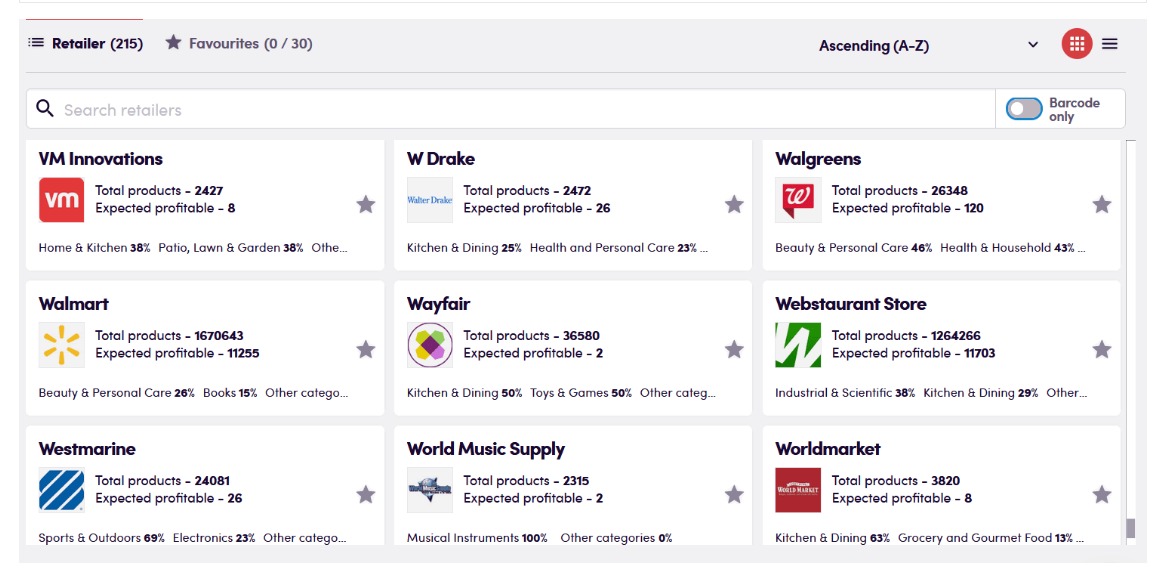 Retailer (215) Favourites (0 / 30) Ascending (A-Z)
Search retailers Barcode only
VM Innovations
vm
Total products - 2427
Expected profitable - 8
Home & Kitchen 38% Patio, Lawn & Garden 38% Othe...
W Drake
Walter Drake
Total products - 2472
Expected profitable - 26
Kitchen & Dining 25% Health and Personal Care 23% ...
Walgreens
Total products - 26348
Expected profitable - 120
Beauty & Personal Care 46% Health & Household 43% ...
Walmart
Total products - 1670643
Expected profitable - 11255
Beauty & Personal Care 26% Books 15% Other catego...
Wayfair
Total products - 36580
Expected profitable - 2
Kitchen & Dining 50% Toys & Games 50% Other categ...
Webstaurant Store
Total products - 1264266
Expected profitable - 11703
Industrial & Scientific 38% Kitchen & Dining 29% Other...
Westmarine
Total products - 24081
Expected profitable - 26
Sports & Outdoors 69% Electronics 23% Other catego...
World Music Supply
Total products - 2315
Expected profitable - 2
Musical Instruments 100% Other categories 0%
Worldmarket
WORLD MARKET
Total products - 3820
Expected profitable - 8
Kitchen & Dining 63% Grocery and Gourmet Food 13% ...